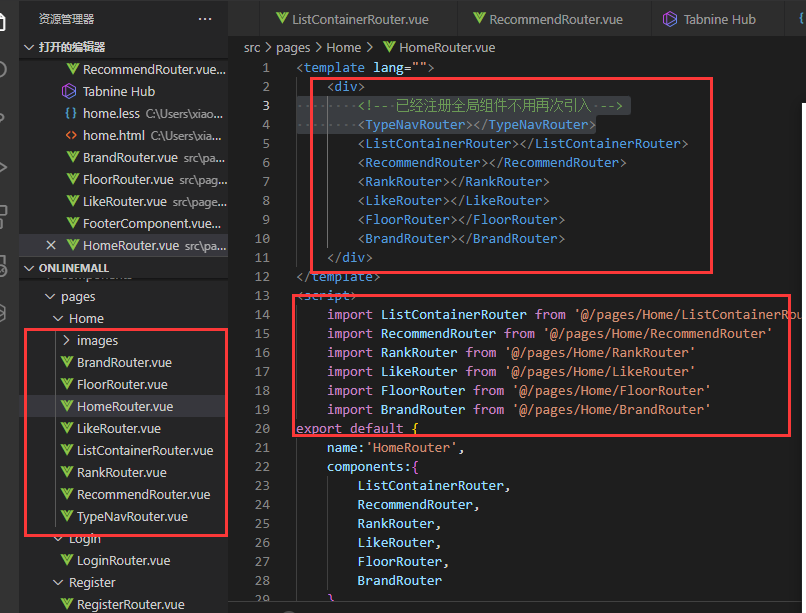 资源管理器 ···
打开的编辑器
RecommendRouter.vue...
Tabnine Hub
home.less C:\Users\xiao...
home.html C:\Users\xia...
BrandRouter.vue src\pa...
FloorRouter.vue src\pag...
LikeRouter.vue src\page...
FooterComponent.vue...
HomeRouter.vue src\pa...
ONLINEMALL
components
pages
Home
images
BrandRouter.vue
FloorRouter.vue
HomeRouter.vue
LikeRouter.vue
ListContainerRouter.vue
RankRouter.vue
RecommendRouter.vue
TypeNavRouter.vue
Login
LoginRouter.vue
Register
RegisterRouter.vue
ListContainerRouter.vue RecommendRouter.vue Tabnine Hub
src > pages > Home > HomeRouter.vue
1 <template lang="">
2 <div>
3 <!-- 已经注册全局组件不用再次引入 -->
4 <TypeNavRouter></TypeNavRouter>
5 <ListContainerRouter></ListContainerRouter>
6 <RecommendRouter></RecommendRouter>
7 <RankRouter></RankRouter>
8 <LikeRouter></LikeRouter>
9 <FloorRouter></FloorRouter>
10 <BrandRouter></BrandRouter>
11 </div>
12 </template>
13 <script>
14 import ListContainerRouter from '@/pages/Home/ListContainerRou
15 import RecommendRouter from '@/pages/Home/RecommendRouter'
16 import RankRouter from '@/pages/Home/RankRouter'
17 import LikeRouter from '@/pages/Home/LikeRouter'
18 import FloorRouter from '@/pages/Home/FloorRouter'
19 import BrandRouter from '@/pages/Home/BrandRouter'
20 export default {
21 name:'HomeRouter',
22 components:{
23 ListContainerRouter,
24 RecommendRouter,
25 RankRouter,
26 LikeRouter,
27 FloorRouter,
28 BrandRouter
29 }